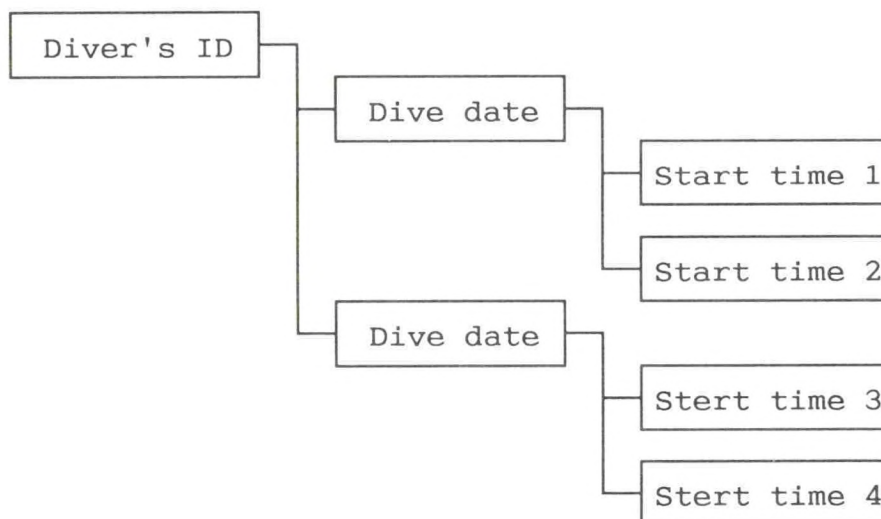 Diver's ID
Dive date
Start time 1
Start time 2
Dive date
Stert time 3
Stert time 4